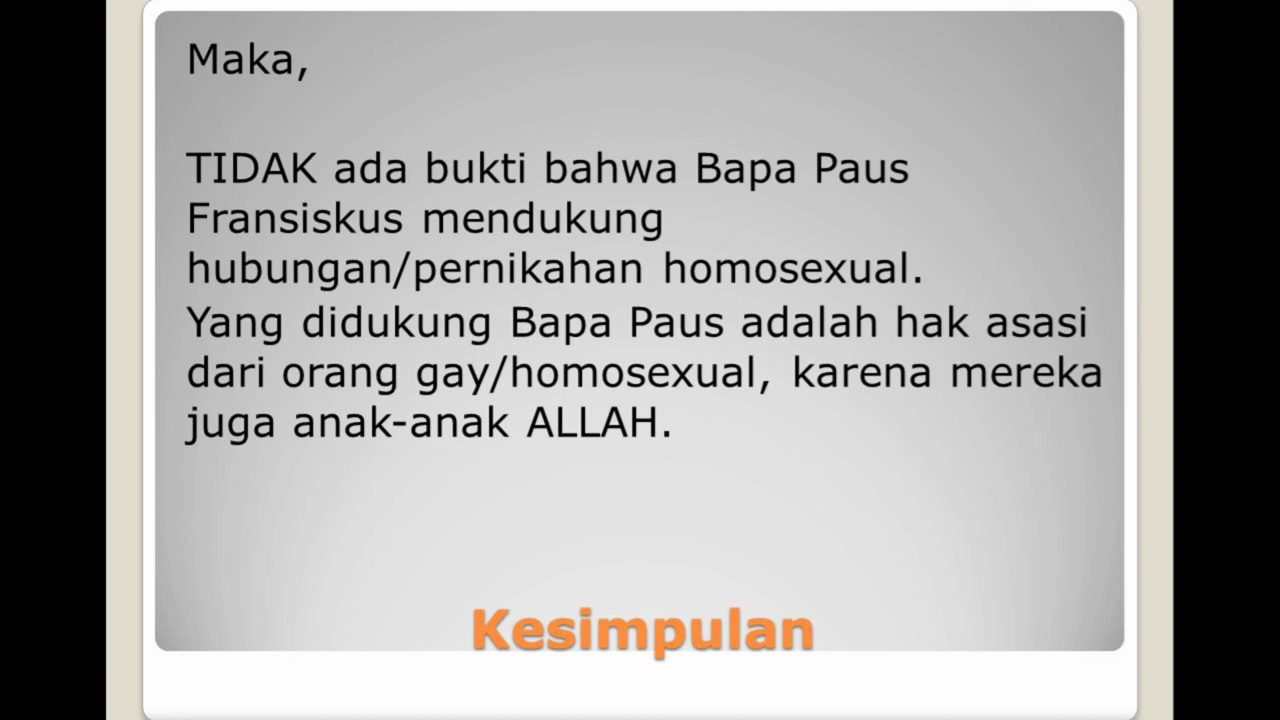 Maka,
TIDAK ada bukti bahwa Bapa Paus
Fransiskus mendukung
hubungan/pernikahan homosexual.
Yang didukung Bapa Paus adalah hak asasi
dari orang gay/homosexual, karena mereka
juga anak-anak ALLAH.
Kesimpulan